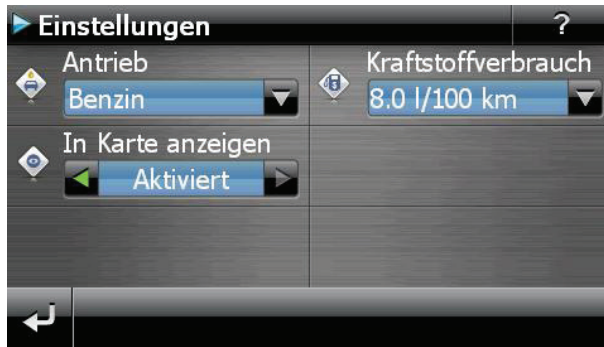 Einstellungen
?
Antrieb
Benzin
Kraftstoffverbrauch
8.0 l/100 km
In Karte anzeigen
Aktiviert